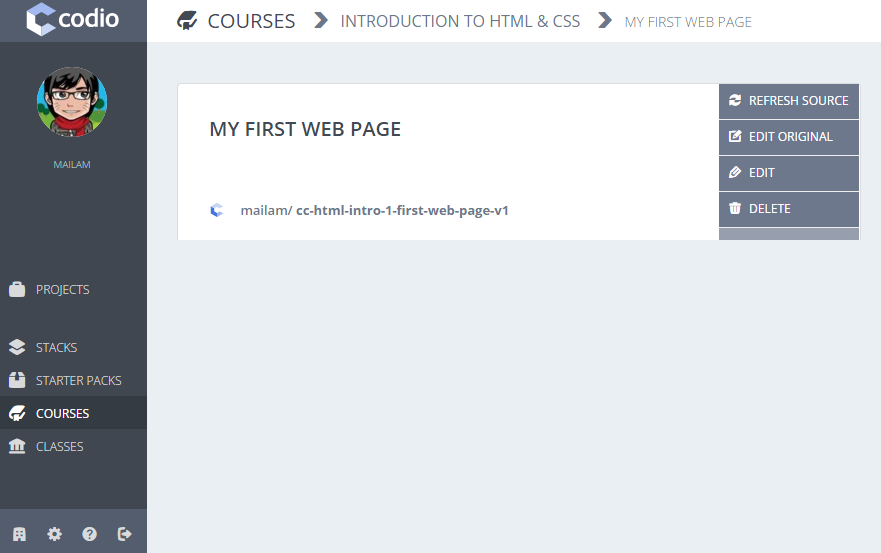 codio
COURSES INTRODUCTION TO HTML & CSS MY FIRST WEB PAGE
MAILAM
PROJECTS
STACKS
STARTER PACKS
COURSES
CLASSES
MY FIRST WEB PAGE
mailam/ cc-html-intro-1-first-web-page-v1
REFRESH SOURCE
EDIT ORIGINAL
EDIT
DELETE